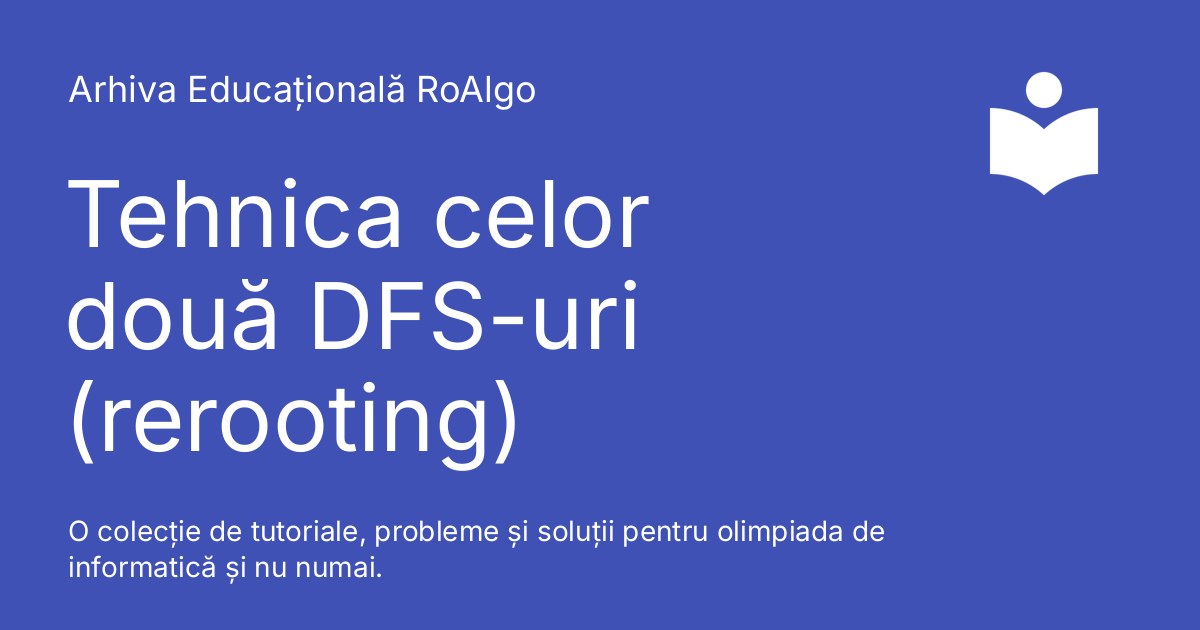 Arhiva Educațională RoAlgo
Tehnica celor
două DFS-uri
(rerooting)
O colecție de tutoriale, probleme și soluții pentru olimpiada de
informatică și nu numai.